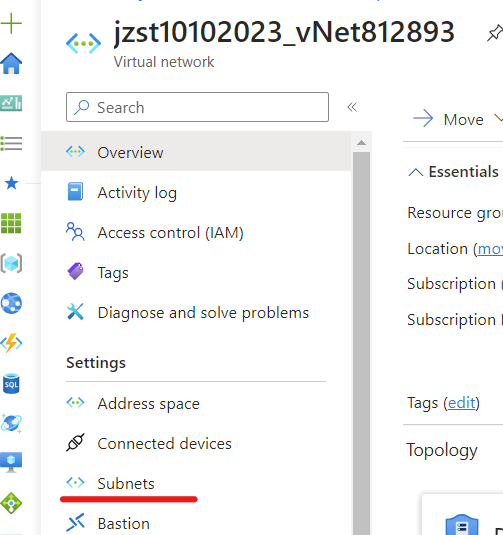 jzst10102023_vNet812893
Virtual network
Search
«
Move
Overview
Essentials
Activity log
Resource gro
Access control (IAM)
Location (mo
Tags
Subscription
Diagnose and solve problems
Subscription
Settings
Address space
Tags (edit)
Connected devices
Topology
Subnets
Bastion
SQL